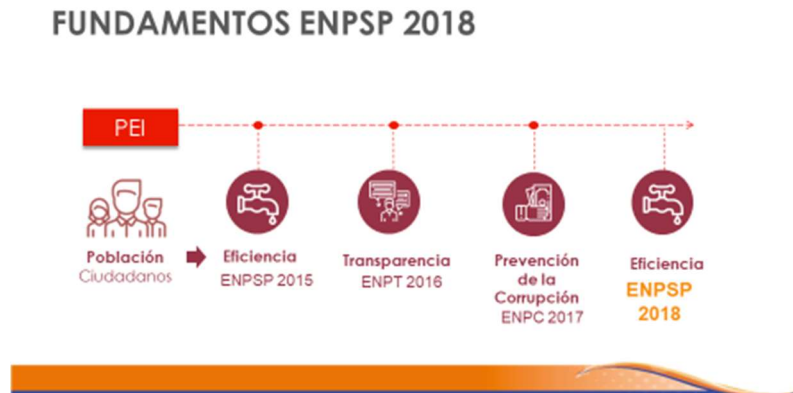 FUNDAMENTOS ENPSP 2018
PEI
Población
Ciudadanos
Eficiencia
ENPSP 2015
Transparencia
ENPT 2016
Prevención
de la
Corrupción
ENPC 2017
Eficiencia
ENPSP
2018